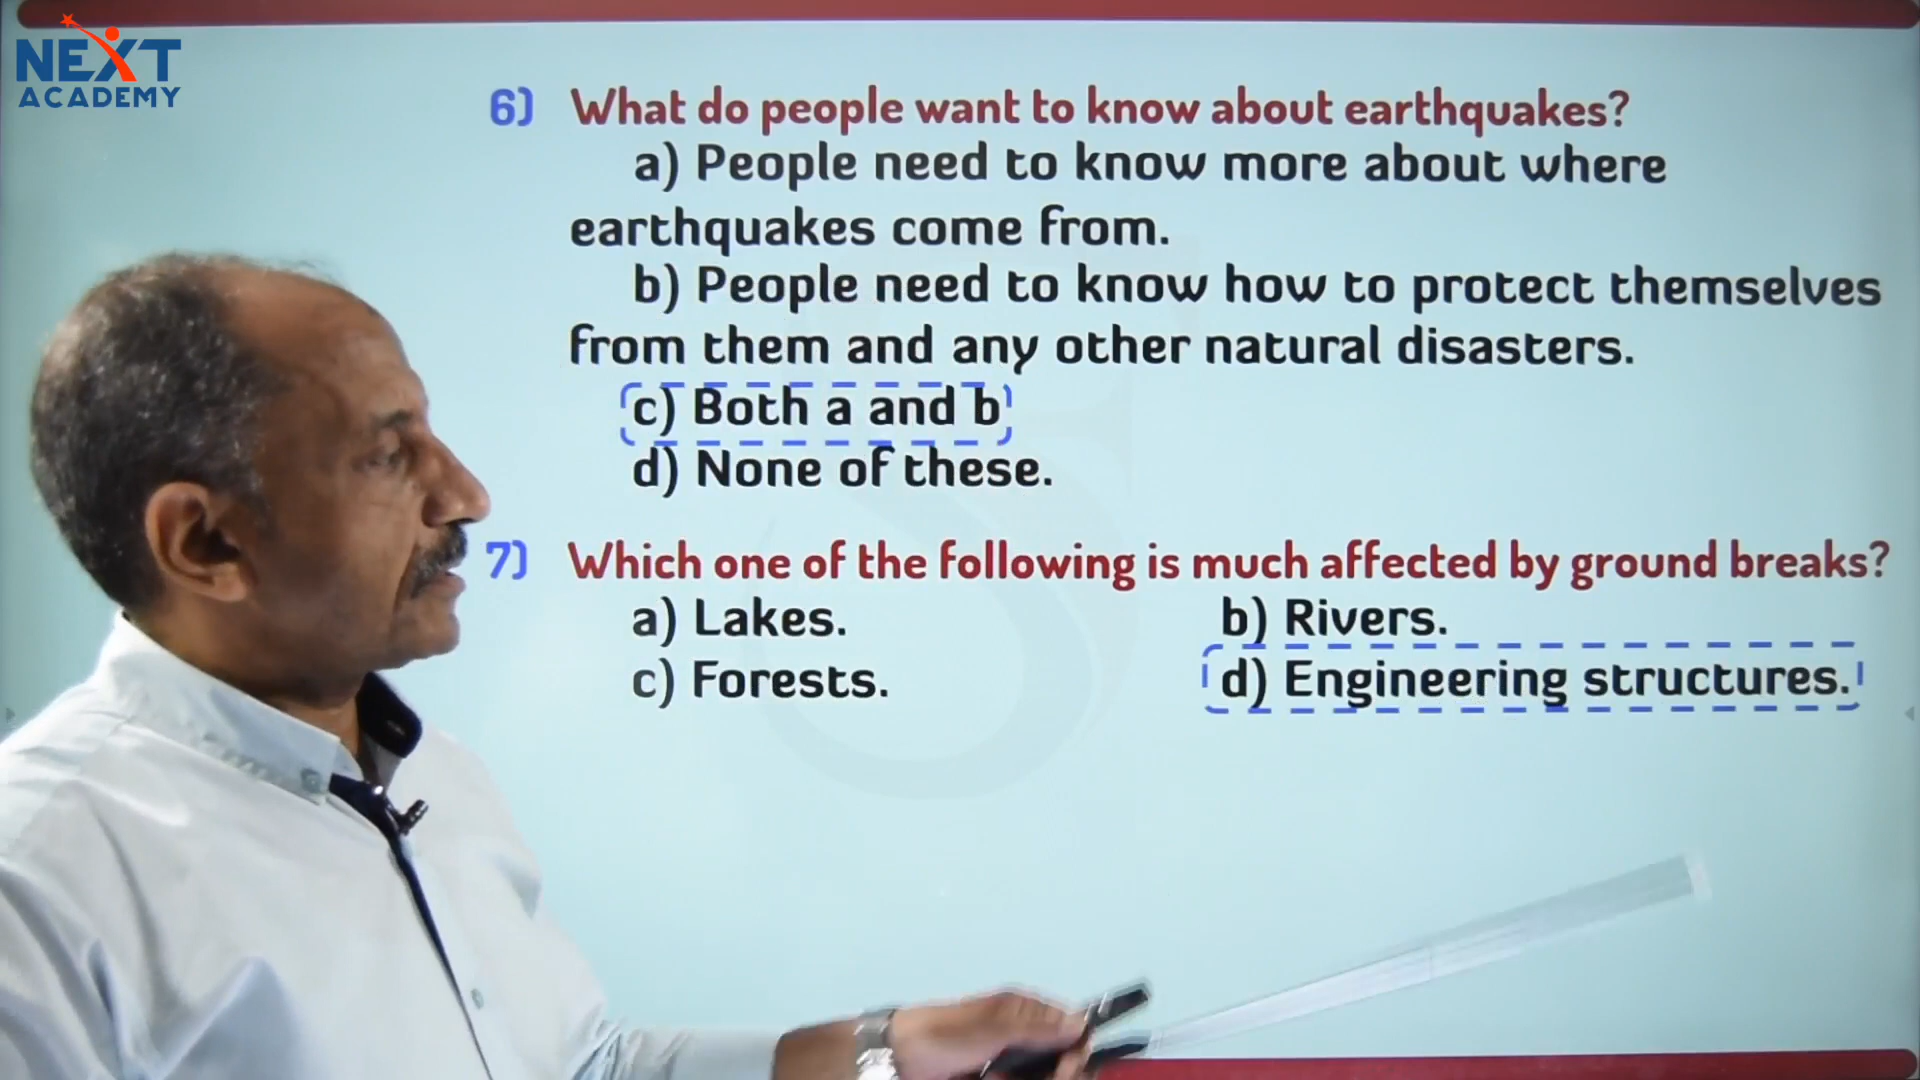 NEXT
ACADEMY
6) What do people want to know about earthquakes?
a) People need to know more about where
earthquakes come from.
b) People need to know how to protect themselves
from them and any other natural disasters.
c) Both a and b
d) None of these.
7) Which one of the following is much affected by ground breaks?
a) Lakes. b) Rivers.
c) Forests. d) Engineering structures.